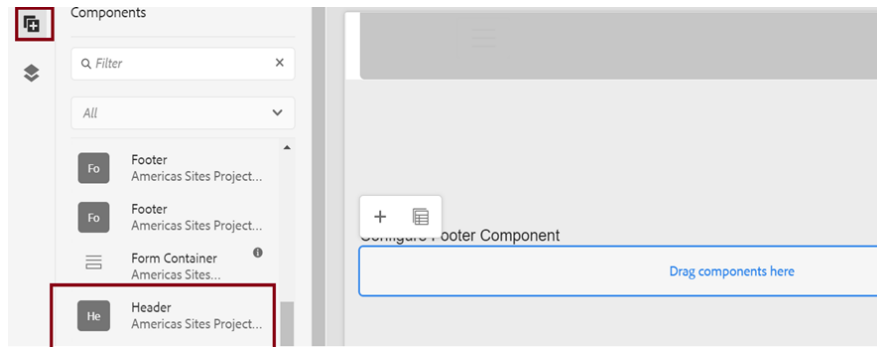 Components
Filter
All
Fo
Footer
Americas Sites Project...
Fo
Footer
Americas Sites Project...
Form Container
Americas Sites...
He
Header
Americas Sites Project...
Configure Footer Component
Drag components here